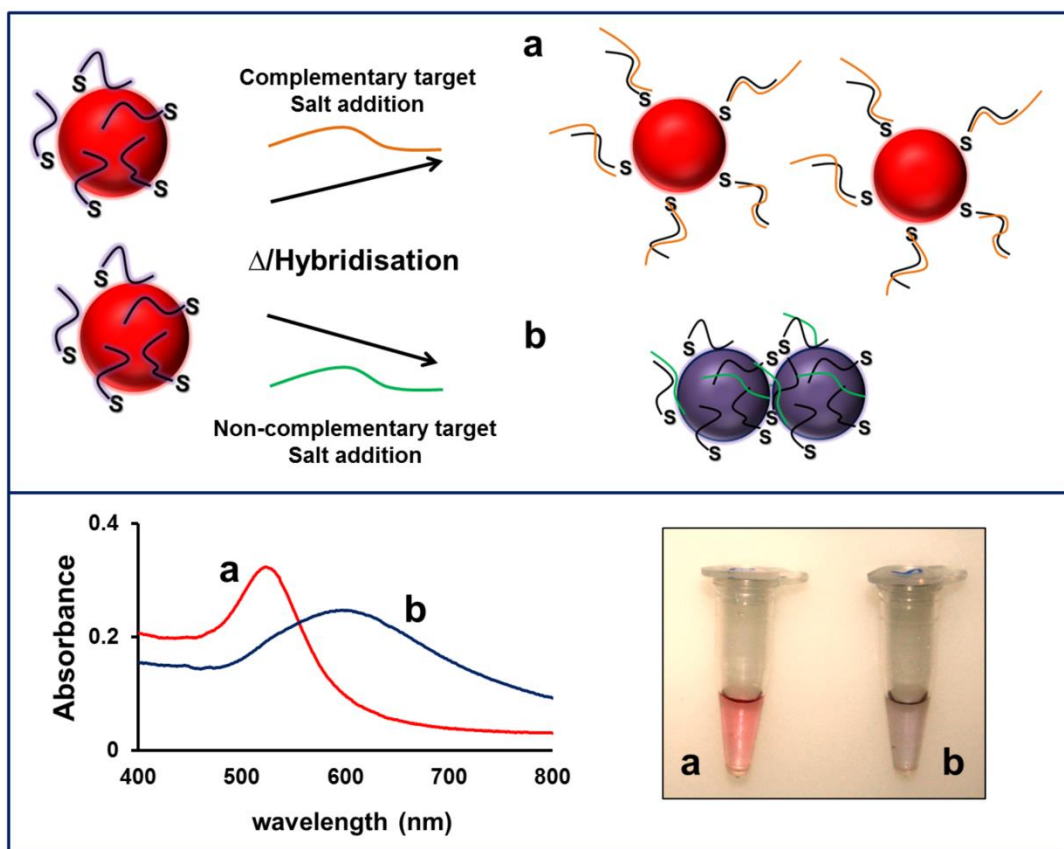 a
S
S
S
S
S
Complementary target
Salt addition
S
S
S
S
S
S
S
S
S
S
Δ/Hybridisation
S
S
S
S
S
Non-complementary target
Salt addition
b
S
S
S
S
S
S
S
S
S
0.4
0.2
0
Absorbance
a
b
400
500
600
700
800
wavelength (nm)
a
b